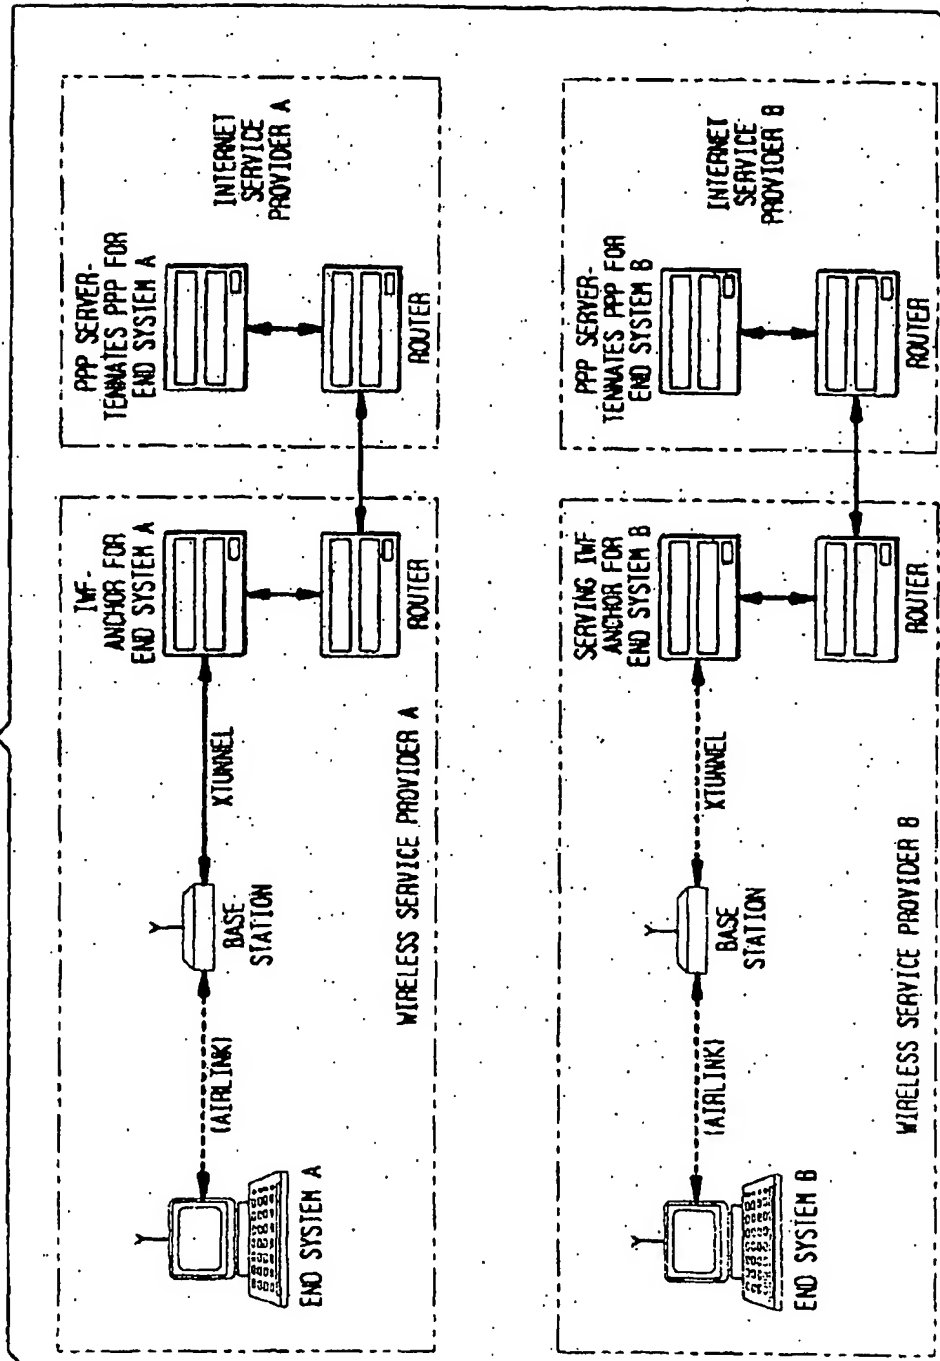 END SYSTEM A
(AIRLINK)
BASE
STATION
XTUNNEL
WIRELESS SERVICE PROVIDER A
IWF-
ANCHOR FOR
END SYSTEM A
ROUTER
PPP SERVER-
TENNATES PPP FOR
END SYSTEM A
ROUTER
INTERNET
SERVICE
PROVIDER A
END SYSTEM B
(AIRLINK)
BASE
STATION
XTUNNEL
WIRELESS SERVICE PROVIDER B
SERVING IWF
ANCHOR FOR
END SYSTEM B
ROUTER
PPP SERVER-
TENNATES PPP FOR
END SYSTEM B
ROUTER
INTERNET
SERVICE
PROVIDER B